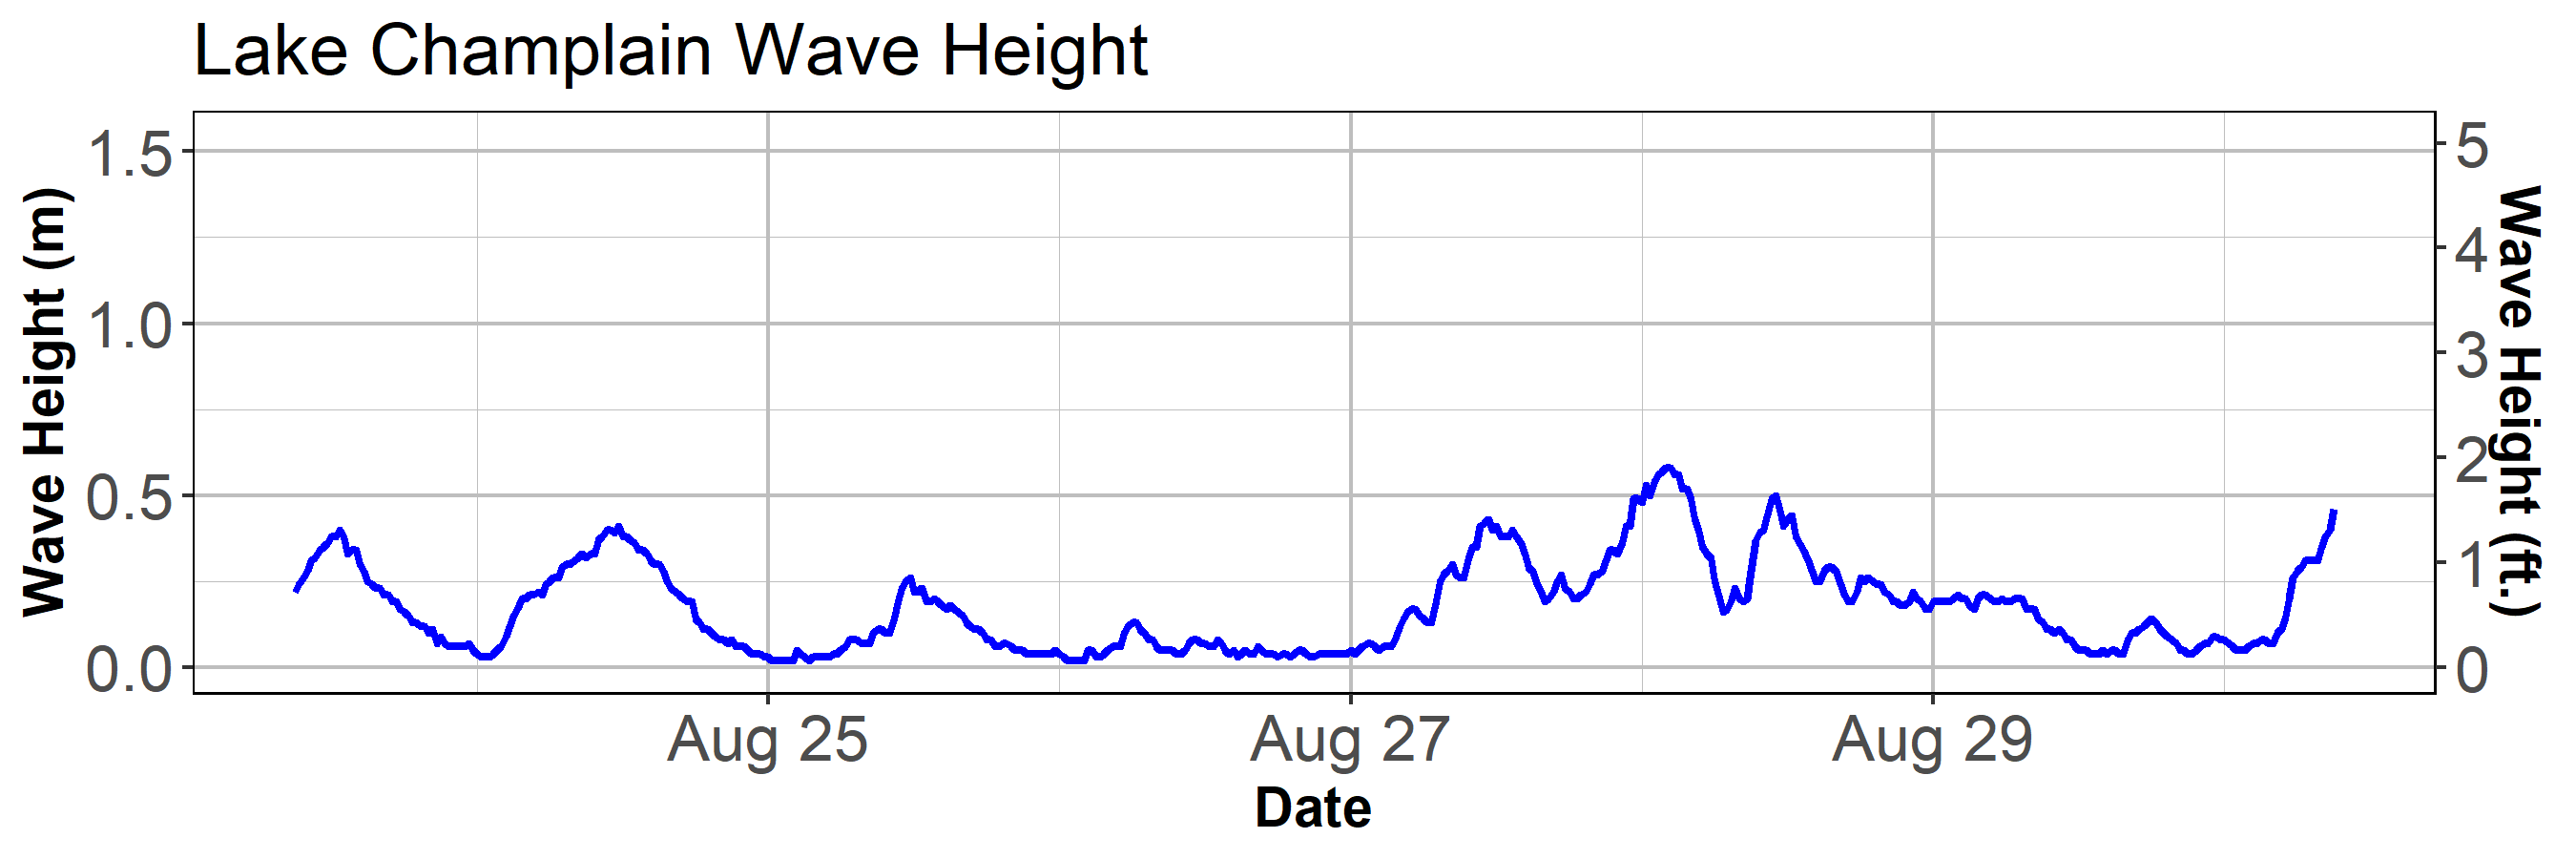 Lake Champlain Wave Height
Wave Height (m)
1.5
1.0
0.5
0.0
5
4
3
2
1
0
Wave Height (ft.)
Aug 25
Aug 27
Aug 29
Date